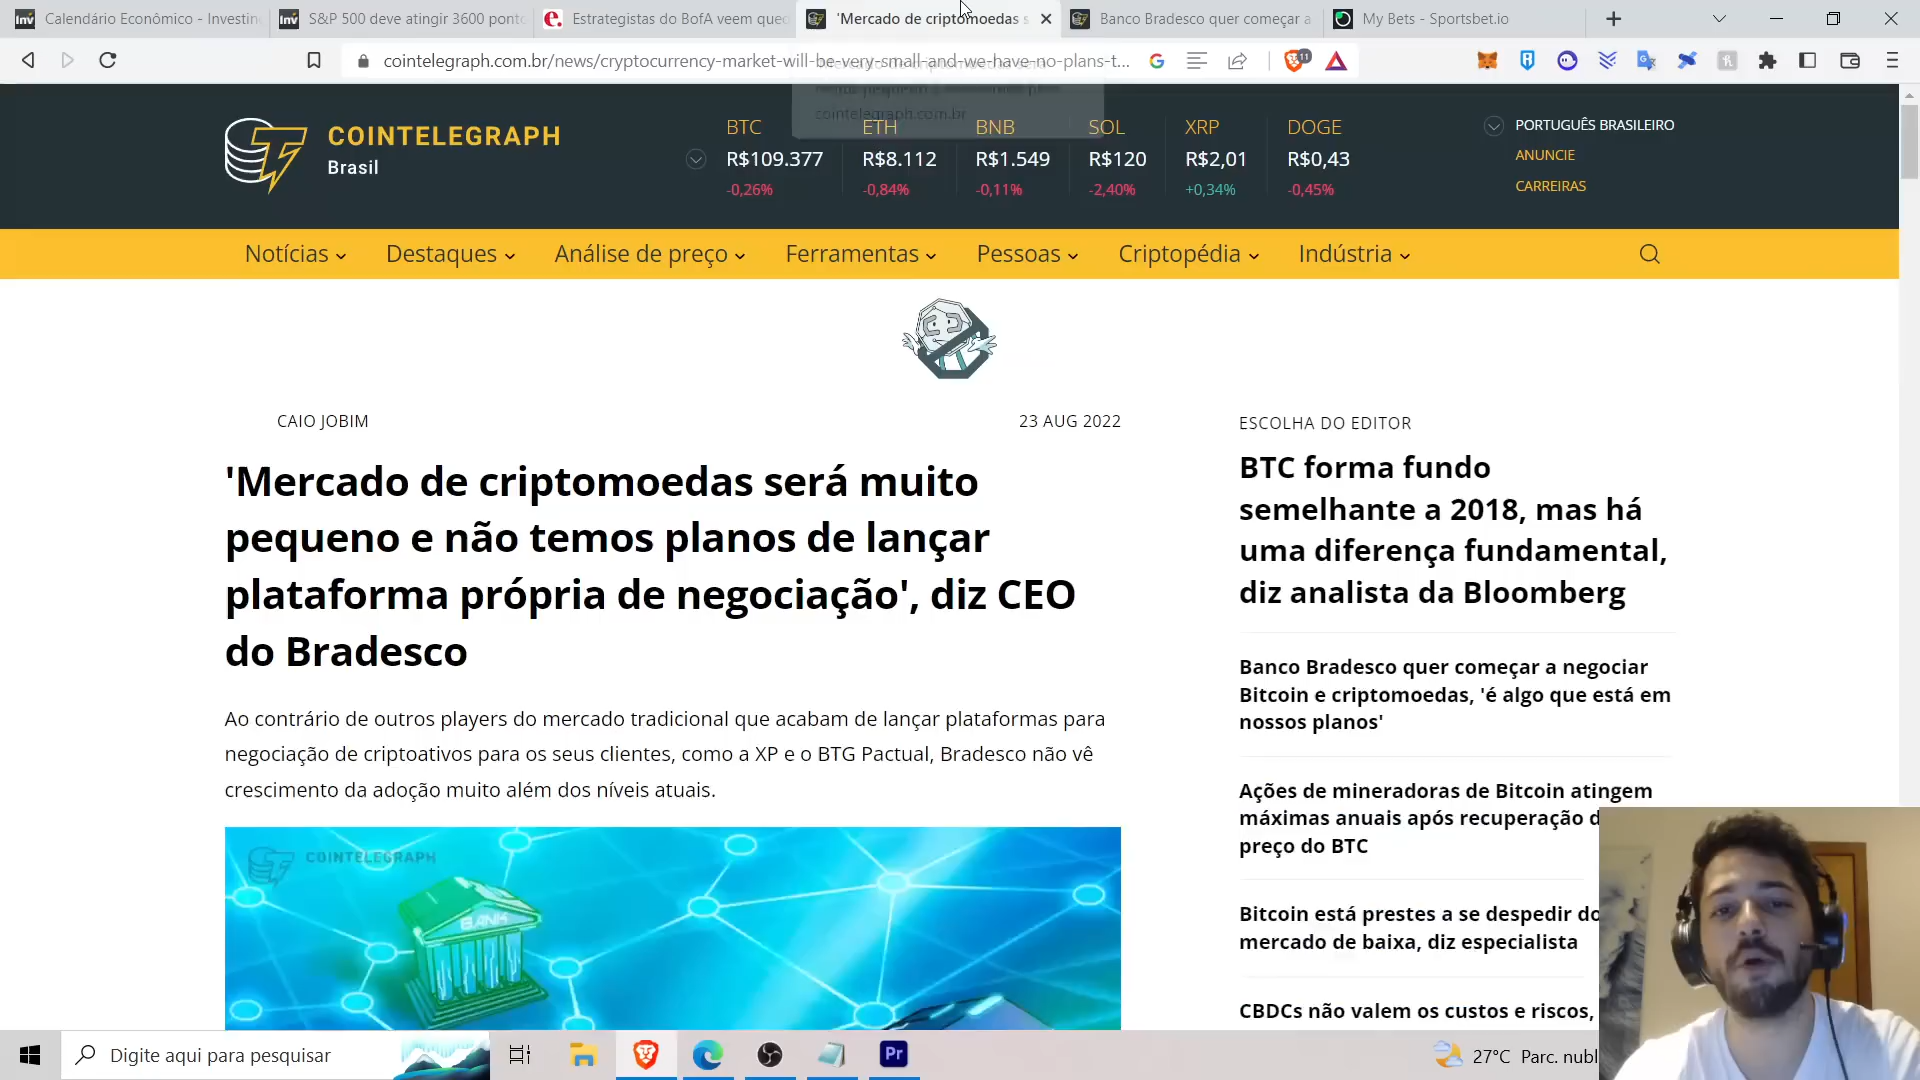 Calendário Econômico - Investin
S&P 500 deve atingir 3600 ponto
Estrategistas do BofA veem qued
'Mercado de criptomoedas s
Banco Bradesco quer começar a
My Bets - Sportsbet.io
cointelegraph.com.br/news/cryptocurrency-market-will-be-very-small-and-we-have-no-plans-t...
11
cointelegraph.com.br
COINTELEGRAPH
Brasil
BTC
R$109.377
-0,26%
ETH
R$8.112
-0,84%
BNB
R$1.549
-0,11%
SOL
R$120
-2,40%
XRP
R$2,01
+0,34%
DOGE
R$0,43
-0,45%
PORTUGUÊS BRASILEIRO
ANUNCIE
CARREIRAS
Notícias
Destaques
Análise de preço
Ferramentas
Pessoas
Criptopédia
Indústria
CAIO JOBIM
23 AUG 2022
'Mercado de criptomoedas será muito
pequeno e não temos planos de lançar
plataforma própria de negociação', diz CEO
do Bradesco
Ao contrário de outros players do mercado tradicional que acabam de lançar plataformas para
negociação de criptoativos para os seus clientes, como a XP e o BTG Pactual, Bradesco não vê
crescimento da adoção muito além dos níveis atuais.
COINTELEGRAPH
BANK
ESCOLHA DO EDITOR
BTC forma fundo
semelhante a 2018, mas há
uma diferença fundamental,
diz analista da Bloomberg
Banco Bradesco quer começar a negociar
Bitcoin e criptomoedas, 'é algo que está em
nossos planos'
Ações de mineradoras de Bitcoin atingem
máximas anuais após recuperação d
preço do BTC
Bitcoin está prestes a se despedir do
mercado de baixa, diz especialista
CBDCs não valem os custos e riscos,
Digite aqui para pesquisar
Pr
27°C Parc. nubl